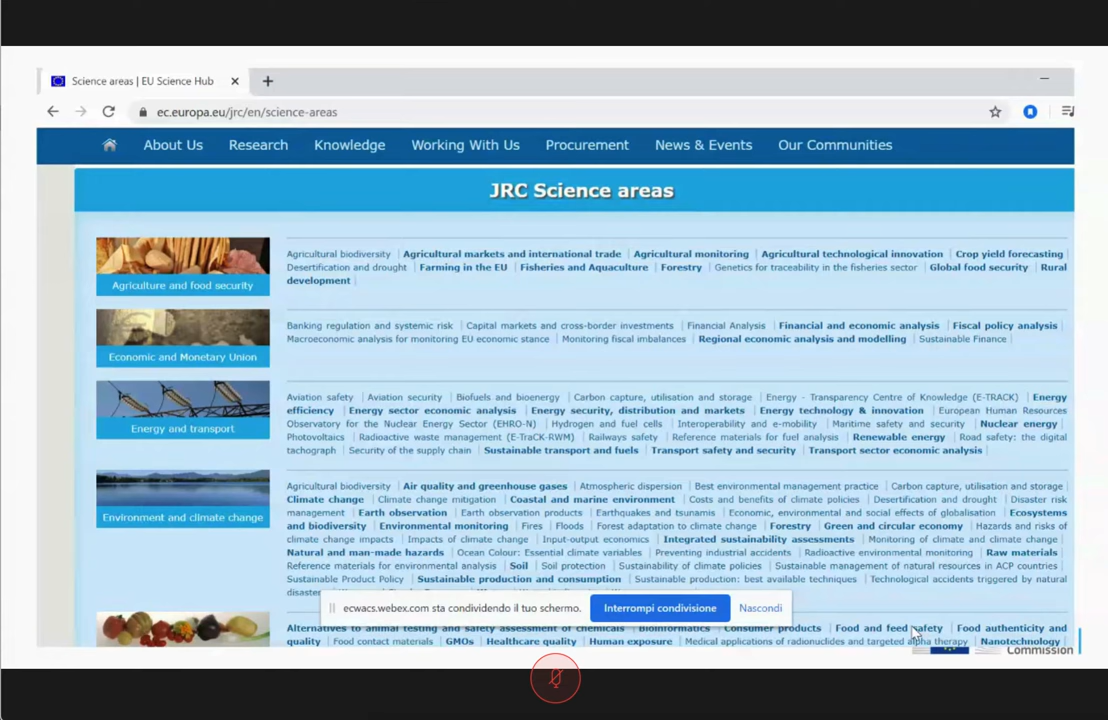 Science areas | EU Science Hub
ec.europa.eu/jrc/en/science-areas
About Us Research Knowledge Working With Us Procurement News & Events Our Communities
JRC Science areas
Agriculture and food security
Agricultural biodiversity | Agricultural markets and international trade | Agricultural monitoring | Agricultural technological innovation | Crop yield forecasting
Desertification and drought | Farming in the EU | Fisheries and Aquaculture | Forestry | Genetics for traceability in the fisheries sector | Global food security | Rural
development |
Economic and Monetary Union
Banking regulation and systemic risk | Capital markets and cross-border investments | Financial Analysis | Financial and economic analysis | Fiscal policy analysis |
Macroeconomic analysis for monitoring EU economic stance | Monitoring fiscal imbalances | Regional economic analysis and modelling | Sustainable Finance |
Energy and transport
Aviation safety | Aviation security | Biofuels and bioenergy | Carbon capture, utilisation and storage | Energy - Transparency Centre of Knowledge (E-TRACK) | Energy
efficiency | Energy sector economic analysis | Energy security, distribution and markets | Energy technology & innovation | European Human Resources
Observatory for the Nuclear Energy Sector (EHRO-N) | Hydrogen and fuel cells | Interoperability and e-mobility | Maritime safety and security | Nuclear energy |
Photovoltaics | Radioactive waste management (E-TraCK-RWM) | Railways safety | Reference materials for fuel analysis | Renewable energy | Road safety: the digital
tachograph | Security of the supply chain | Sustainable transport and fuels | Transport safety and security | Transport sector economic analysis |
Environment and climate change
Agricultural biodiversity | Air quality and greenhouse gases | Atmospheric dispersion | Best environmental management practice | Carbon capture, utilisation and storage |
Climate change | Climate change mitigation | Coastal and marine environment | Costs and benefits of climate policies | Desertification and drought | Disaster risk
management | Earth observation | Earth observation products | Earthquakes and tsunamis | Economic, environmental and social effects of globalisation | Ecosystems
and biodiversity | Environmental monitoring | Fires | Floods | Forest adaptation to climate change | Forestry | Green and circular economy | Hazards and risks of
climate change impacts | Impacts of climate change | Input-output economics | Integrated sustainability assessments | Monitoring of climate and climate change |
Natural and man-made hazards | Ocean Colour: Essential climate variables | Preventing industrial accidents | Radioactive environmental monitoring | Raw materials |
Reference materials for environmental analysis | Soil | Soil protection | Sustainability of climate policies | Sustainable management of natural resources in ACP countries |
Sustainable Product Policy | Sustainable production and consumption | Sustainable production: best available techniques | Technological accidents triggered by natural
ecwacs.webex.com sta condividendo il tuo schermo. Interrompi condivisione Nascondi
Alternatives to animal testing and safety assessment of chemicals | Bioinformatics | Consumer products | Food and feed safety | Food authenticity and
quality | Food contact materials | GMOs | Healthcare quality | Human exposure | Medical applications of radionuclides and targeted alpha therapy | Nanotechnology |
Commission